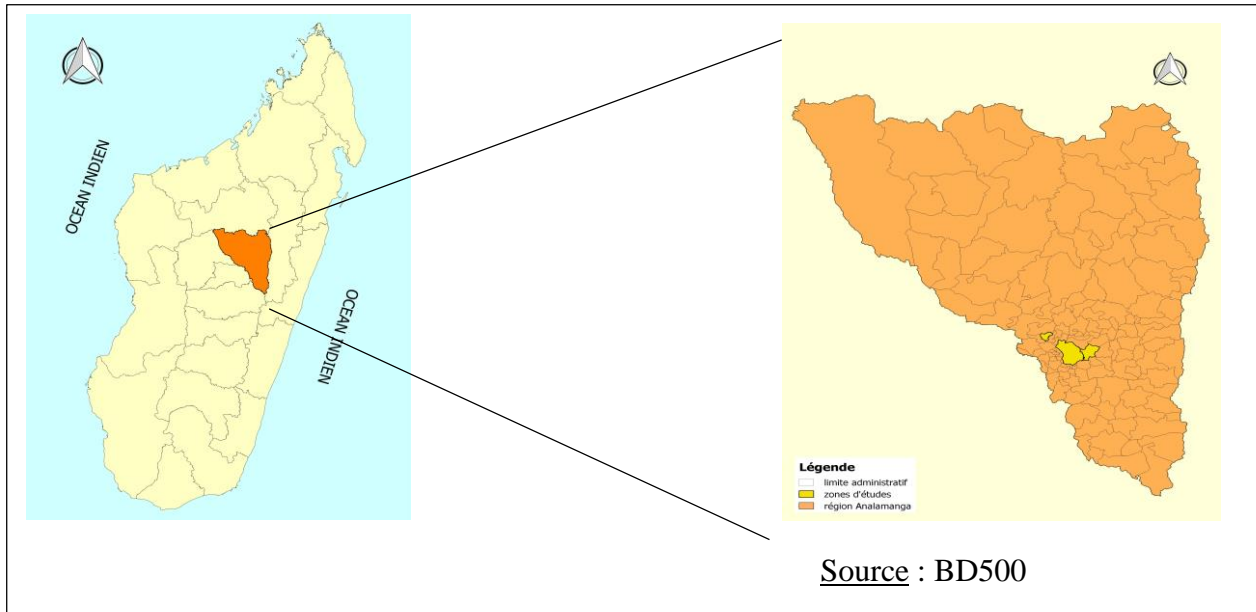 OCEAN INDIEN
OCEAN INDIEN
Légende
limite administratif
zones d'études
région Analamanga
Source : BD500